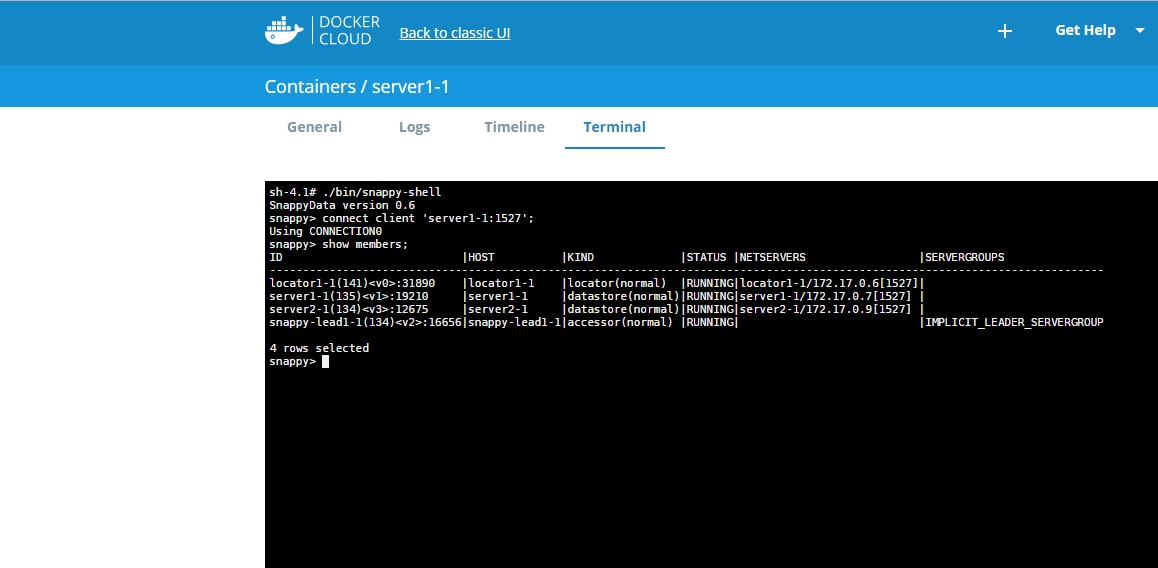 DOCKER
CLOUD
Back to classic UI
+
Get Help
Containers / server1-1
General Logs Timeline Terminal
sh-4.1# ./bin/snappy-shell
SnappyData version 0.6
snappy> connect client 'server1-1:1527';
Using CONNECTION0
snappy> show members;
ID                            |HOST          |KIND             |STATUS |NETSERVERS                 |SERVERGROUPS
------------------------------------------------------------------------------------------------------------------------------
locator1-1(141)<v0>:31890    |locator1-1    |locator(normal)  |RUNNING|locator1-1/172.17.0.6[1527]|
server1-1(135)<v1>:19210     |server1-1     |datastore(normal)|RUNNING|server1-1/172.17.0.7[1527] |
server2-1(134)<v3>:12675     |server2-1     |datastore(normal)|RUNNING|server2-1/172.17.0.9[1527] |
snappy-lead1-1(134)<v2>:16656|snappy-lead1-1|accessor(normal) |RUNNING|                           |IMPLICIT_LEADER_SERVERGROUP
4 rows selected
snappy>